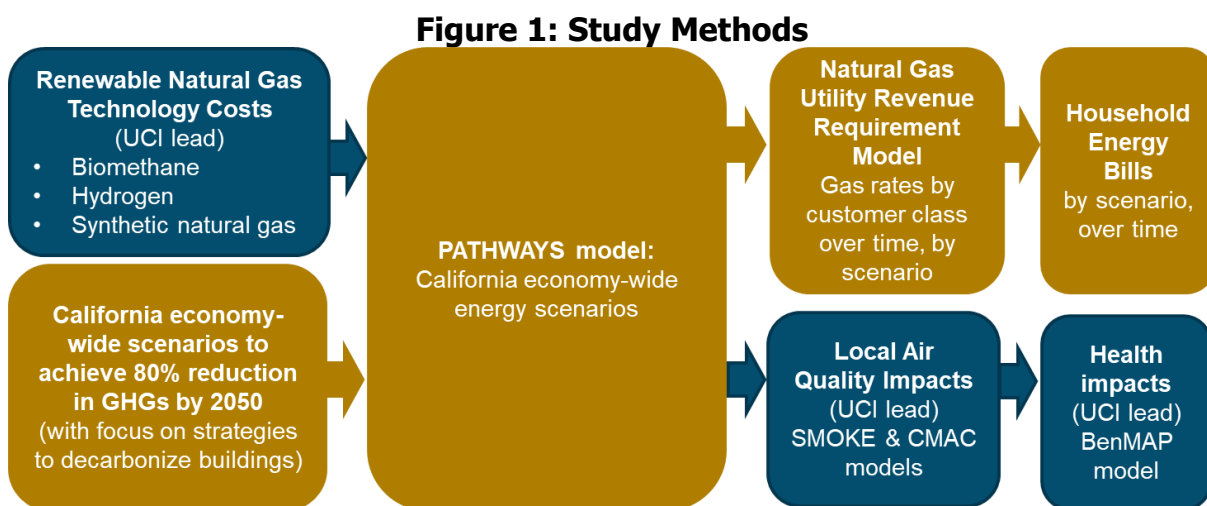 Figure 1: Study Methods
Renewable Natural Gas
Technology Costs
(UCI lead)
• Biomethane
• Hydrogen
• Synthetic natural gas
California economy-
wide scenarios to
achieve 80% reduction
in GHGs by 2050
(with focus on strategies
to decarbonize buildings)
PATHWAYS model:
California economy-wide
energy scenarios
Natural Gas
Utility Revenue
Requirement
Model
Gas rates by
customer class
over time, by
scenario
Household
Energy
Bills
by scenario,
over time
Local Air
Quality Impacts
(UCI lead)
SMOKE & CMAC
models
Health
impacts
(UCI lead)
BenMAP
model